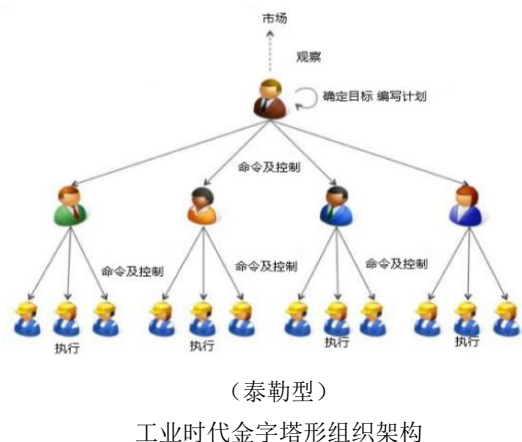 市场
观察
确定目标 编写计划
命令及控制
命令及控制
命令及控制
命令及控制
执行
执行
执行
执行
（泰勒型）
工业时代金字塔形组织架构